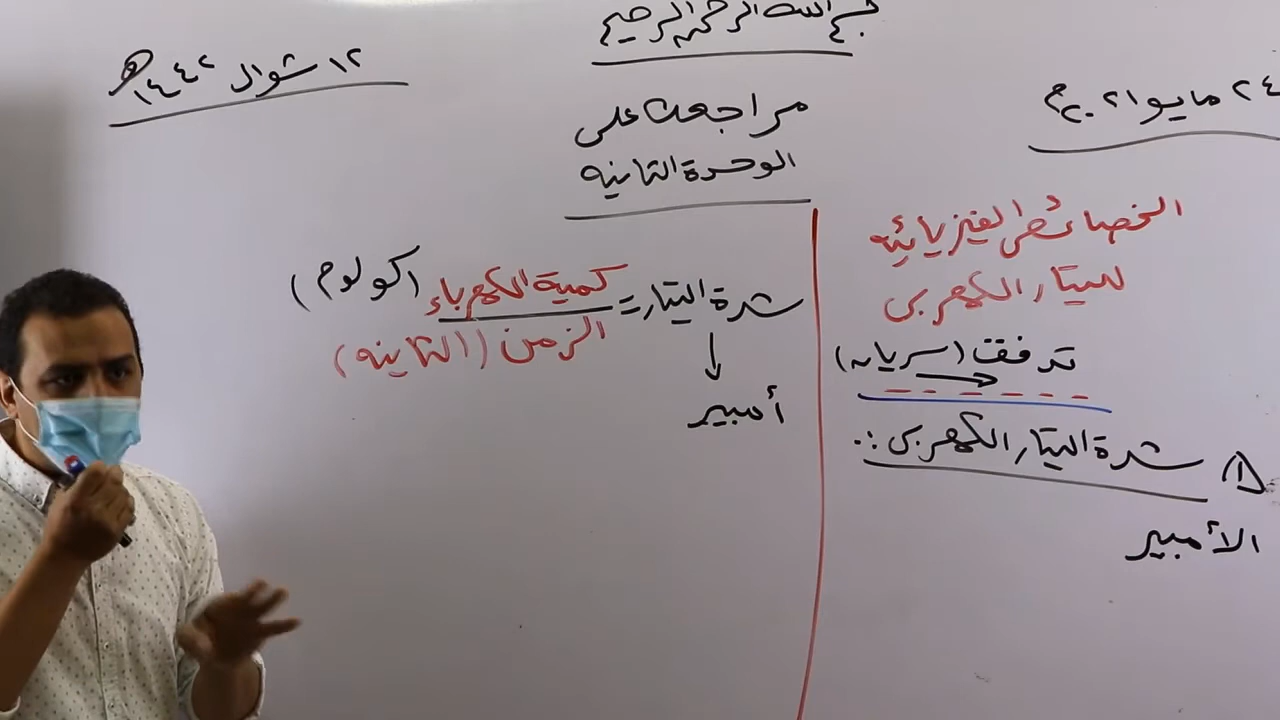 بسم الله الرحمن الرحيم
٢٤ مايو ٢٠٢١م
١٢ شوال ١٤٤٢هـ
مراجعة على
الوحدة الثانية
الخصائص الفيزيائية
للتيار الكهربى
تدفق (سريان)
① شدة التيار الكهربى :.
الأمبير
شدة التيار = كمية الكهرباء (كولوم)
الزمن (الثانية)
↓
أمبير